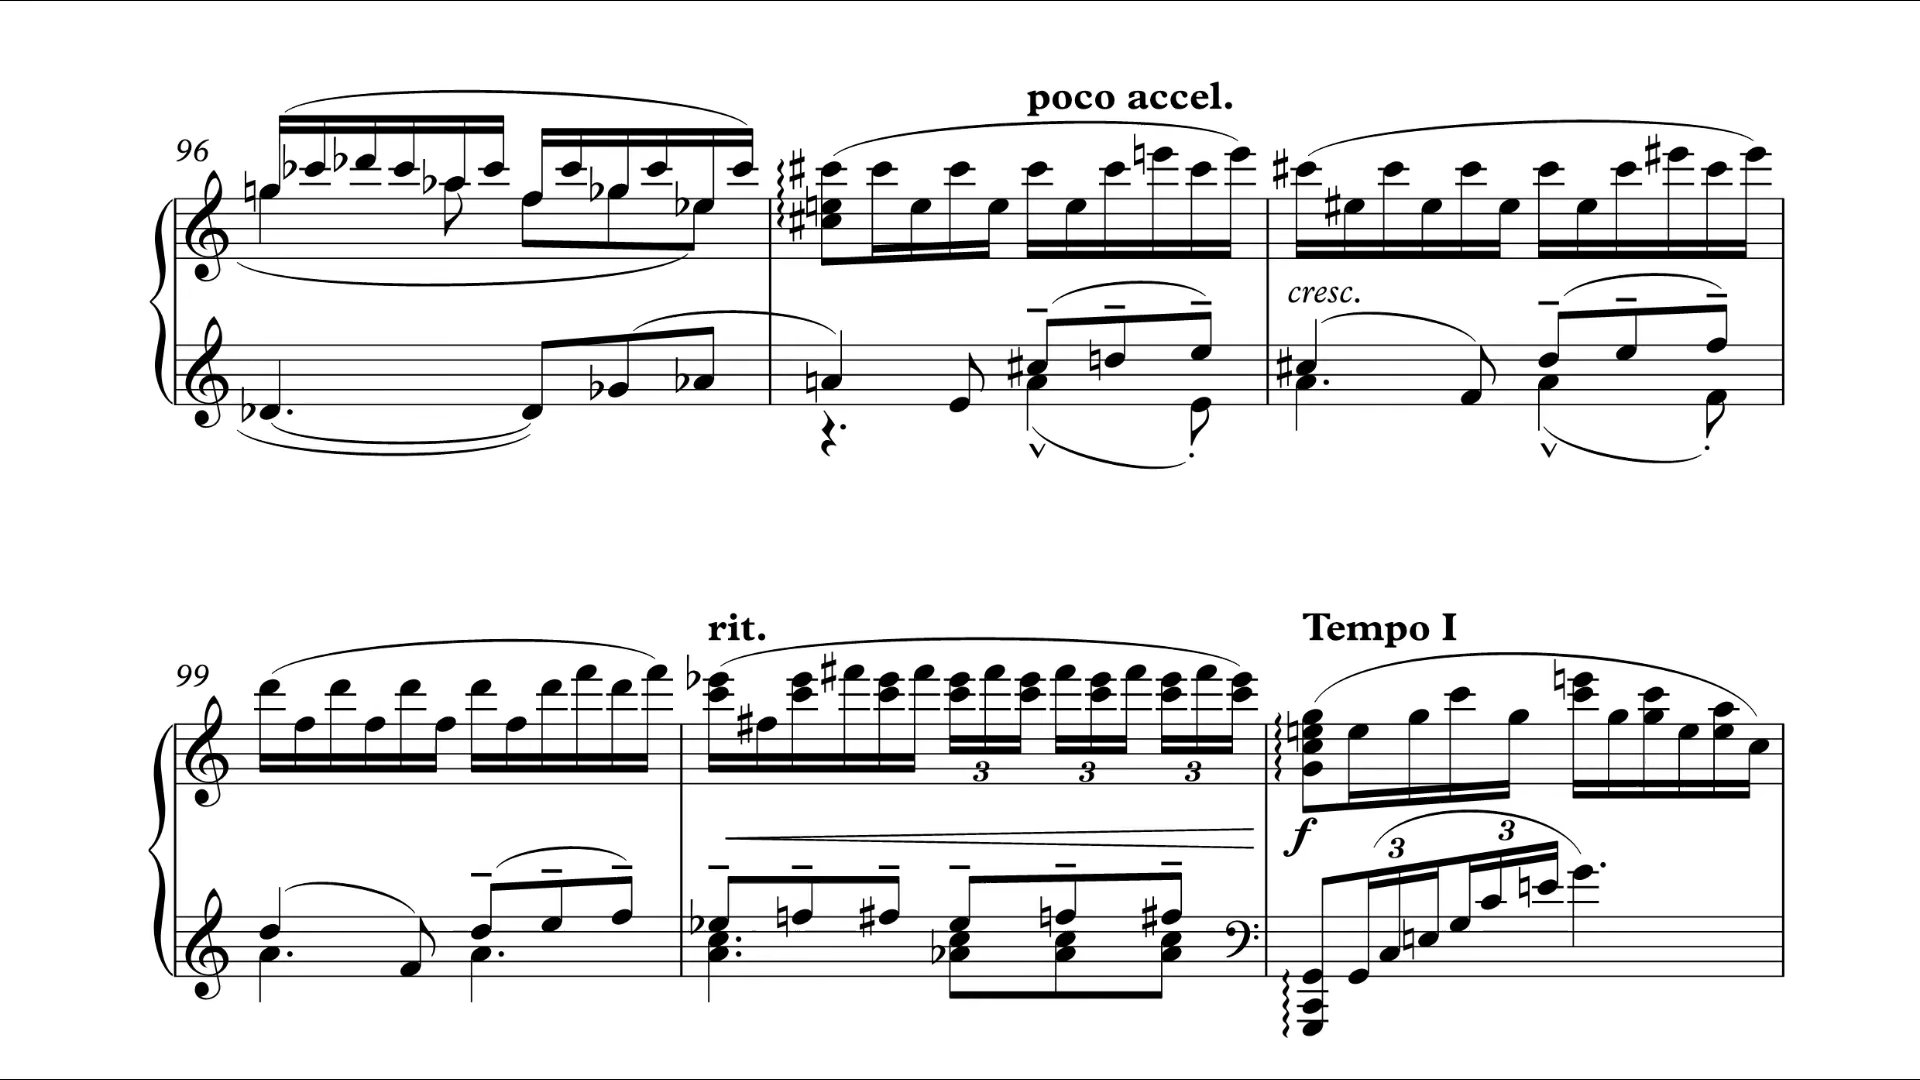 poco accel.
96
cresc.
rit.
Tempo I
99
3 3 3
f
3 3